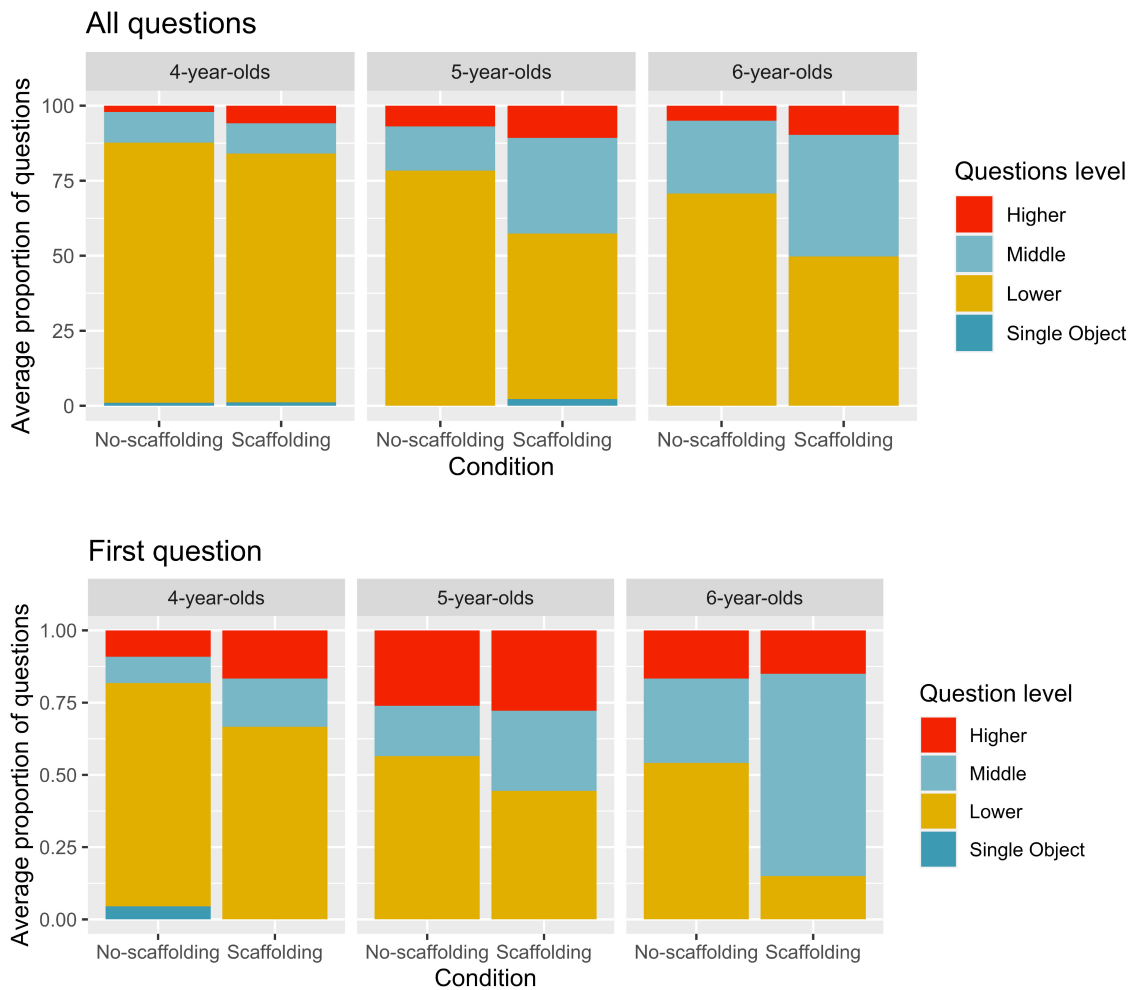 All questions
4-year-olds
5-year-olds
6-year-olds
Average proportion of questions
100
75
50
25
0
No-scaffolding
Scaffolding
No-scaffolding
Scaffolding
No-scaffolding
Scaffolding
Condition
Questions level
Higher
Middle
Lower
Single Object
First question
4-year-olds
5-year-olds
6-year-olds
Average proportion of questions
1.00
0.75
0.50
0.25
0.00
No-scaffolding
Scaffolding
No-scaffolding
Scaffolding
No-scaffolding
Scaffolding
Condition
Question level
Higher
Middle
Lower
Single Object